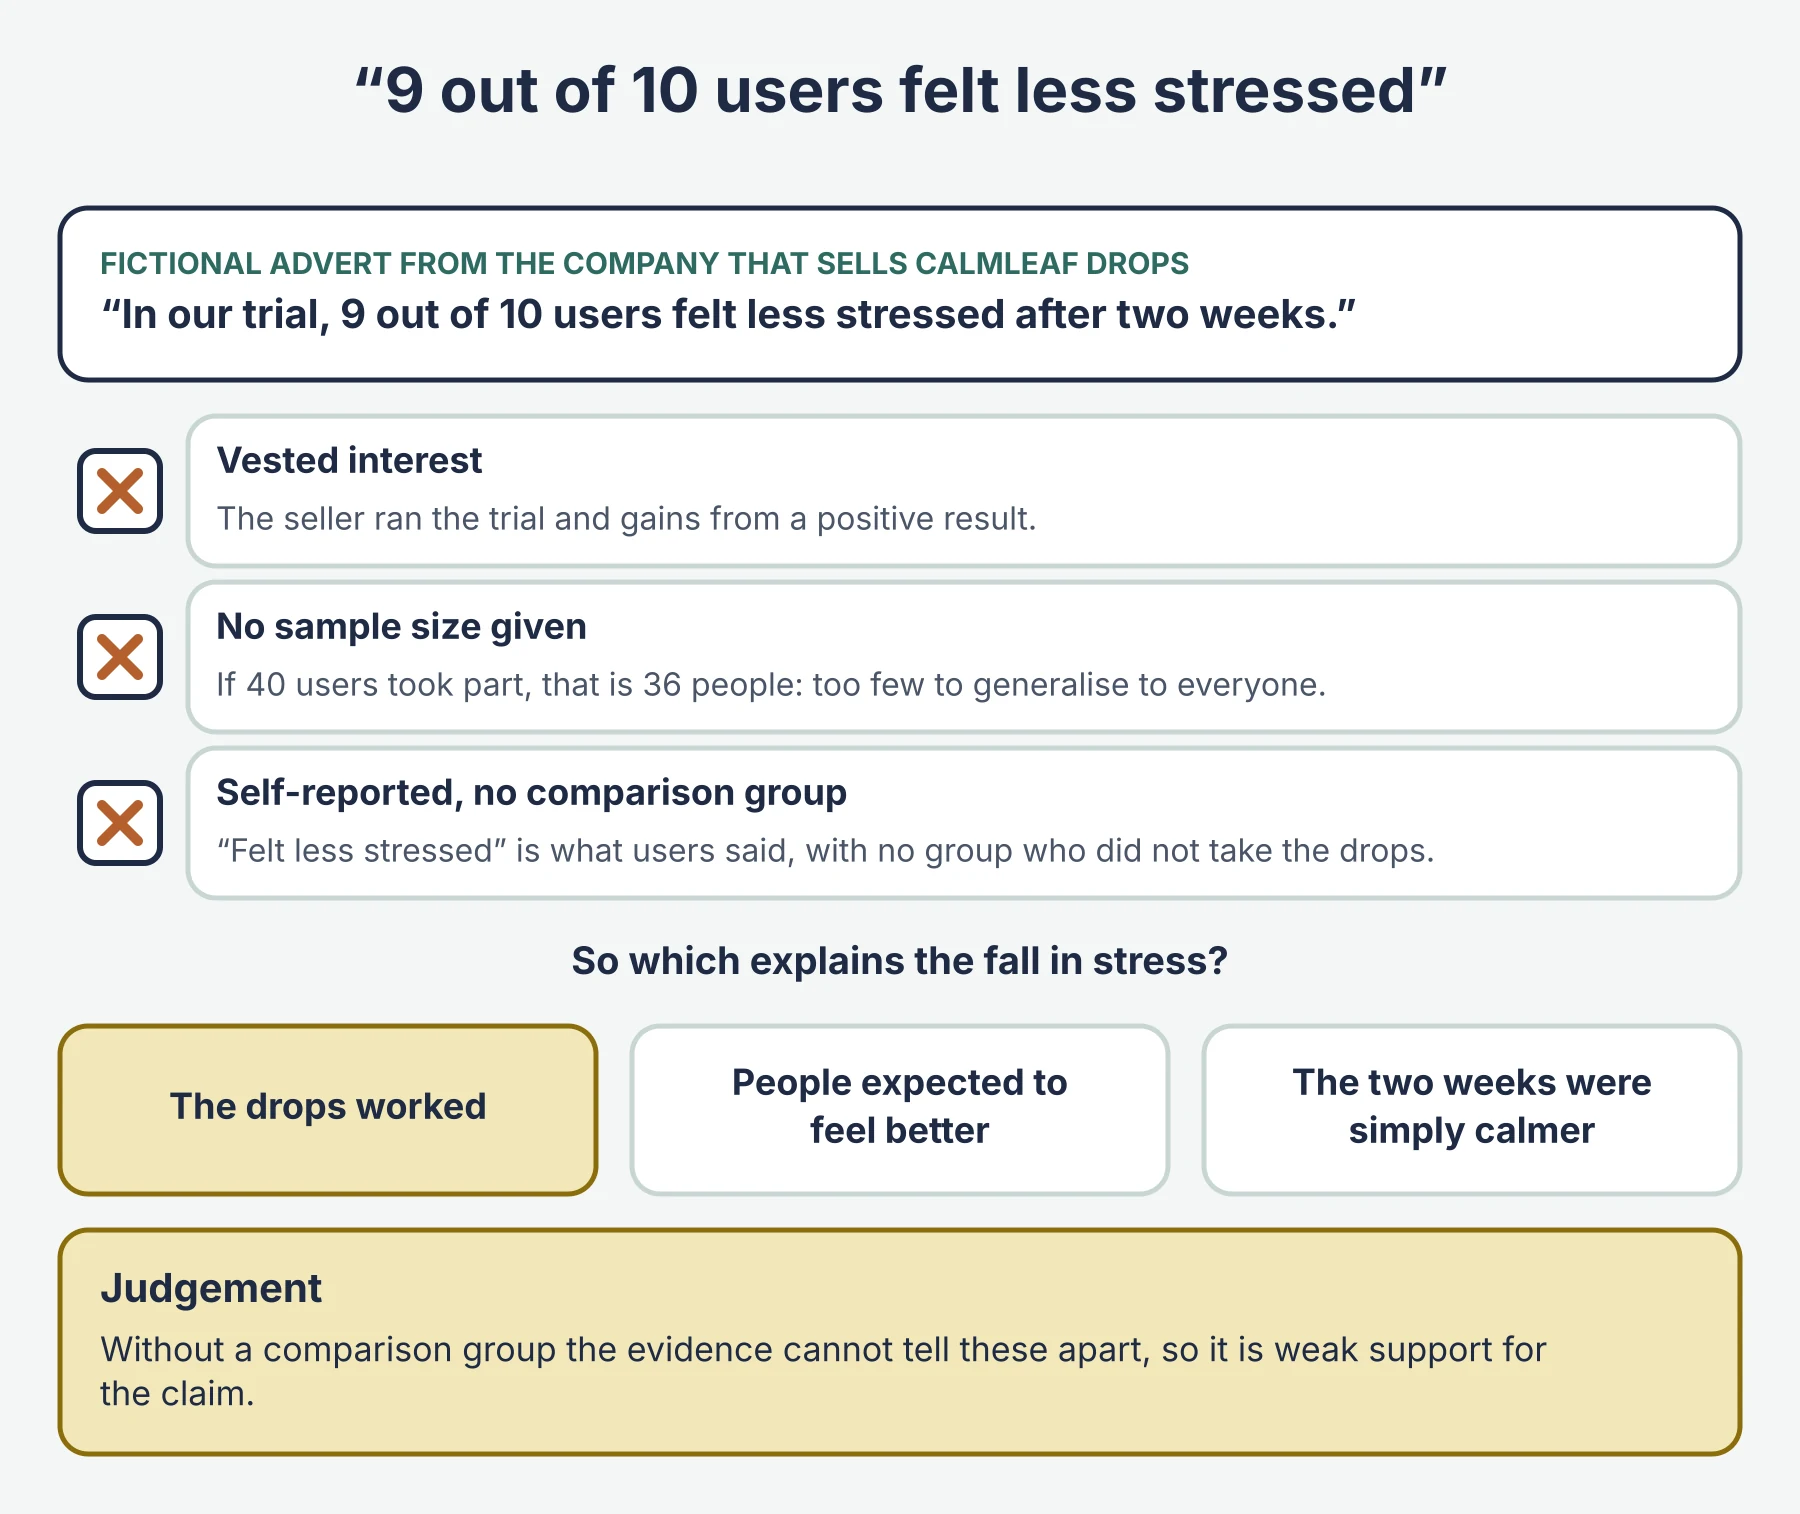 “9 out of 10 users felt less stressed”
FICTIONAL ADVERT FROM THE COMPANY THAT SELLS CALMLEAF DROPS
“In our trial, 9 out of 10 users felt less stressed after two weeks.”
Vested interest
The seller ran the trial and gains from a positive result.
No sample size given
If 40 users took part, that is 36 people: too few to generalise to everyone.
Self-reported, no comparison group
“Felt less stressed” is what users said, with no group who did not take the drops.
So which explains the fall in stress?
The drops worked
People expected to
feel better
The two weeks were
simply calmer
Judgement
Without a comparison group the evidence cannot tell these apart, so it is weak support for
the claim.